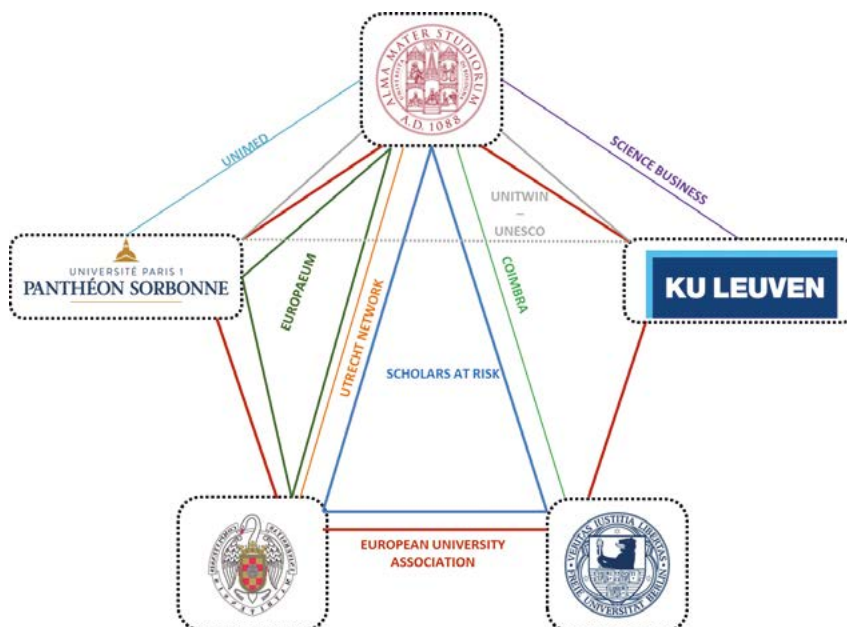 ALMA MATER STUDIORUM
A.D. 1088
UNIMED
SCIENCE BUSINESS
UNITWIN
–
UNESCO
UNIVERSITÉ PARIS 1
PANTHÉON SORBONNE
KU LEUVEN
EUROPAEUM
UTRECHT NETWORK
COIMBRA
SCHOLARS AT RISK
EUROPEAN UNIVERSITY
ASSOCIATION
VERITAS JUSTITIA LIBERTAS
FREIE UNIVERSITÄT BERLIN